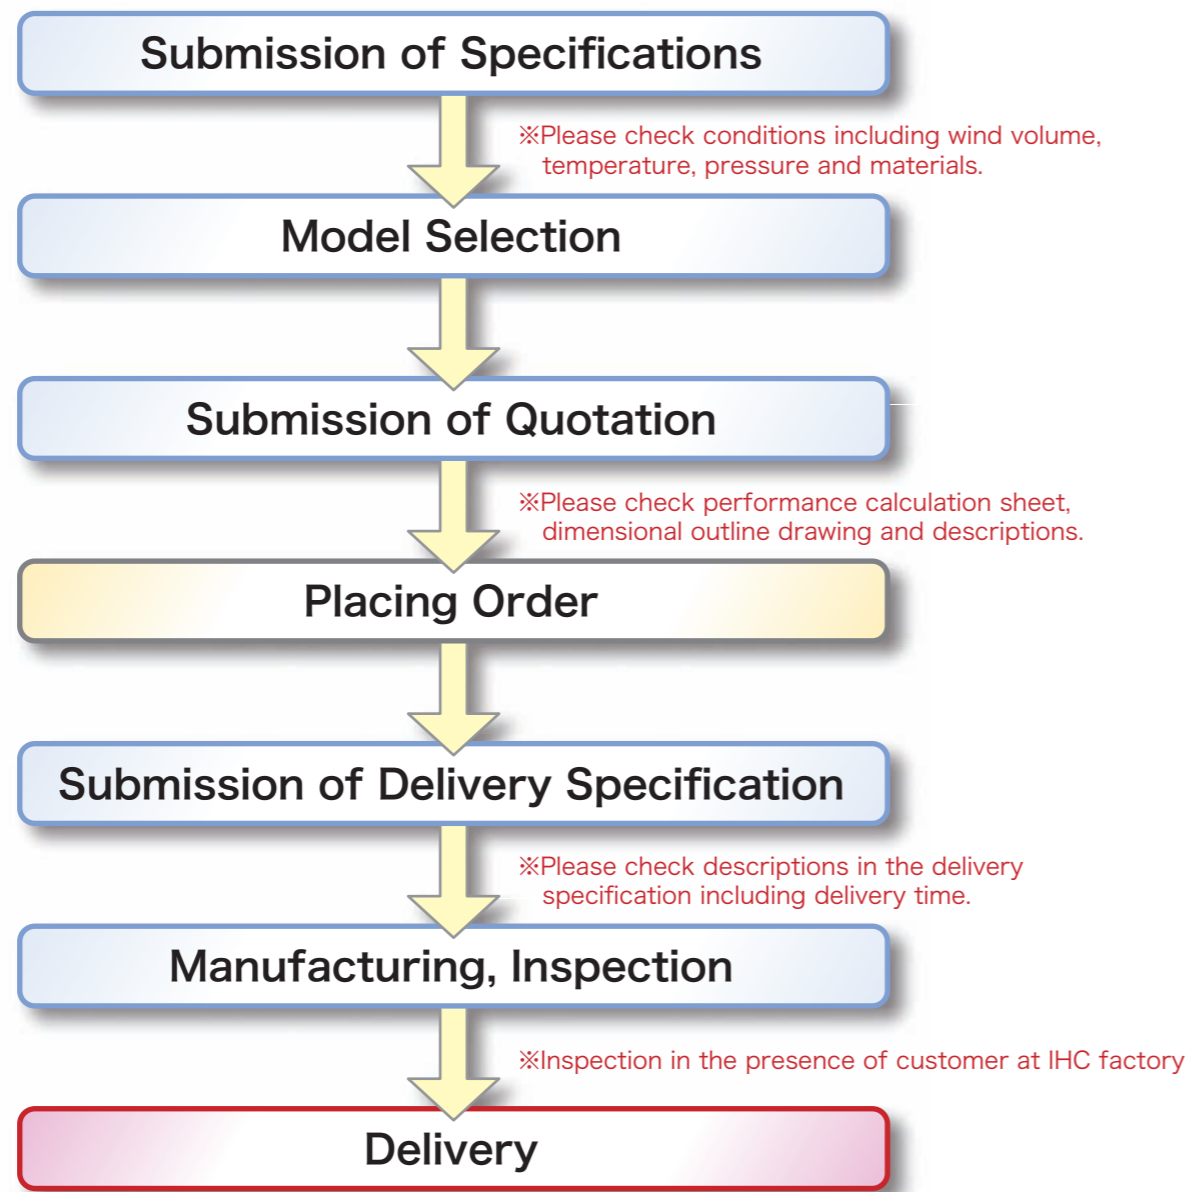 Submission of Specifications
※Please check conditions including wind volume,
temperature, pressure and materials.
Model Selection
Submission of Quotation
※Please check performance calculation sheet,
dimensional outline drawing and descriptions.
Placing Order
Submission of Delivery Specification
※Please check descriptions in the delivery
specification including delivery time.
Manufacturing, Inspection
※Inspection in the presence of customer at IHC factory
Delivery